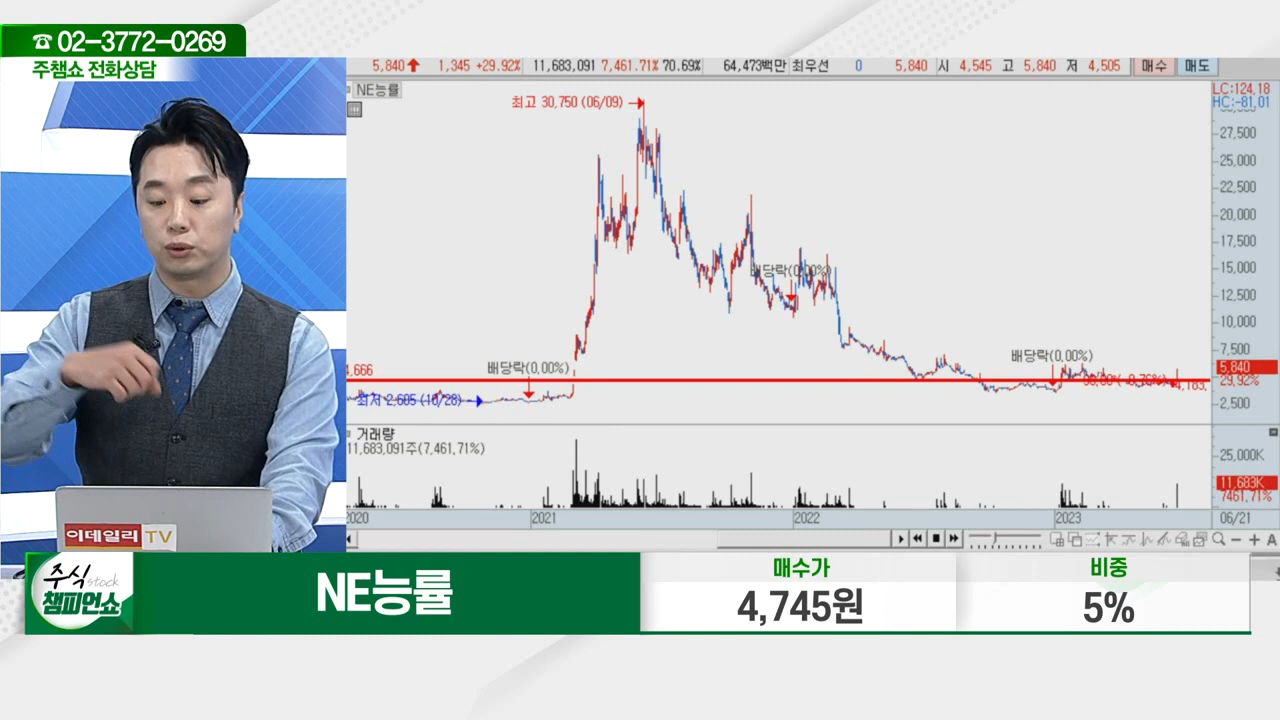 ☎ 02-3772-0269
주챔쇼 전화상담
5,840 1,345 +29.92% 11,683,091 7,461.71% 70.69% 64,473백만 최우선 0 5,840 시 4,545 고 5,840 저 4,505 매수 매도
NE능률
LC:124.18
HC:-81.01
최고 30,750 (06/09)
27,500
25,000
22,500
20,000
17,500
15,000
12,500
10,000
7,500
5,840
29.92%
2,500
배당락(0.00%)
배당락(0.00%)
배당락(0.00%)
4,666
최저 2,605 (10/28)
거래량
11,683,091주(7,461.71%)
25,000K
11,683K
7461.71%
2020 2021 2022 2023 06/21
이데일리 TV
주식 stock
챔피언쇼
NE능률
매수가
4,745원
비중
5%